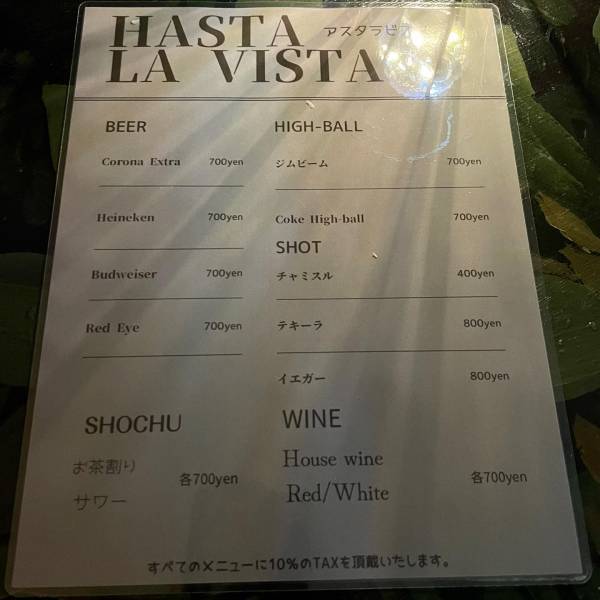 HASTA アスタラビスタ
LA VISTA
BEER
Corona Extra 700yen
Heineken 700yen
Budweiser 700yen
Red Eye 700yen
HIGH-BALL
ジムビーム 700yen
Coke High-ball 700yen
SHOT
チャミスル 400yen
テキーラ 800yen
イエガー 800yen
SHOCHU
お茶割り
サワー
各700yen
WINE
House wine
Red/White
各700yen
すべてのメニューに10%のTAXを頂戴いたします。